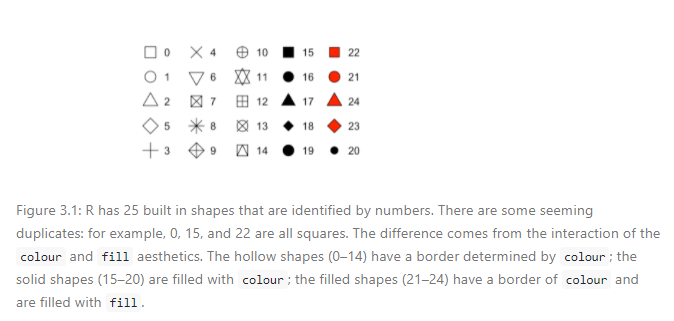 0 4 10 15 22
1 6 11 16 21
2 7 12 17 24
5 8 13 18 23
3 9 14 19 20
Figure 3.1: R has 25 built in shapes that are identified by numbers. There are some seeming
duplicates: for example, 0, 15, and 22 are all squares. The difference comes from the interaction of the
colour and fill aesthetics. The hollow shapes (0–14) have a border determined by colour ; the
solid shapes (15–20) are filled with colour ; the filled shapes (21–24) have a border of colour and
are filled with fill .